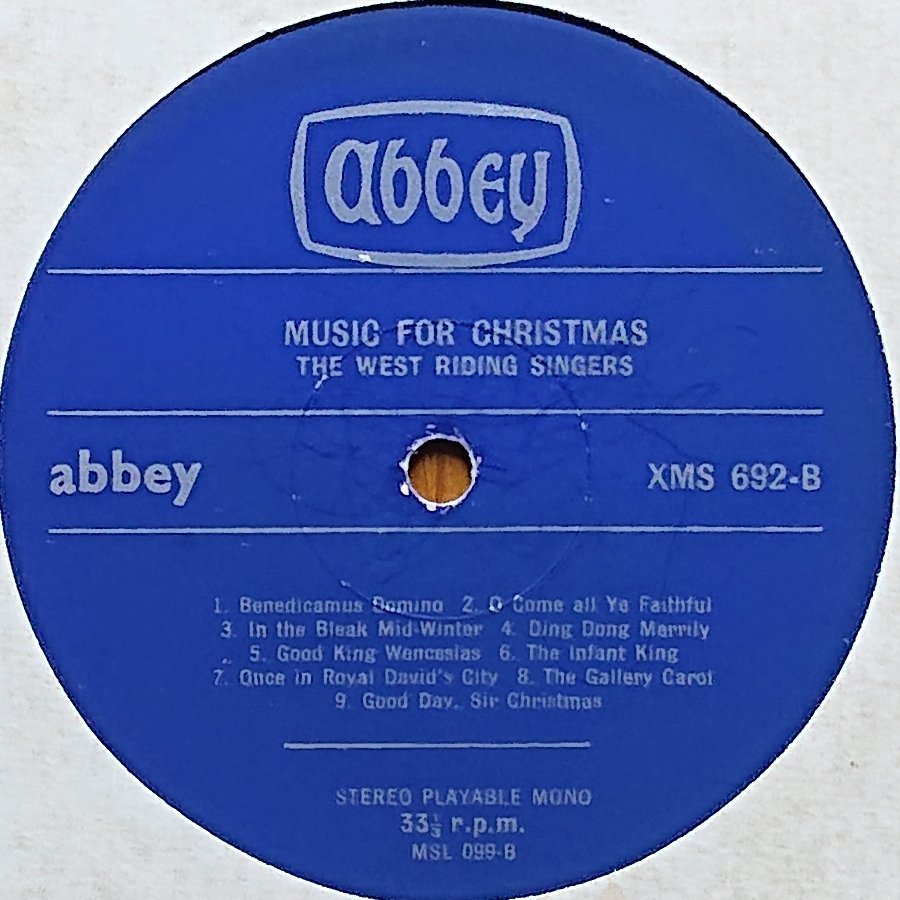 abbey
MUSIC FOR CHRISTMAS
THE WEST RIDING SINGERS
abbey
XMS 692-B
1. Benedicamus Domino 2. O Come all Ye Faithful
3. In the Bleak Mid-Winter 4. Ding Dong Merrily
5. Good King Wenceslas 6. The Infant King
7. Once in Royal David's City 8. The Gallery Carol
9. Good Day, Sir Christmas
STEREO PLAYABLE MONO
33⅓ r.p.m.
MSL 099-B